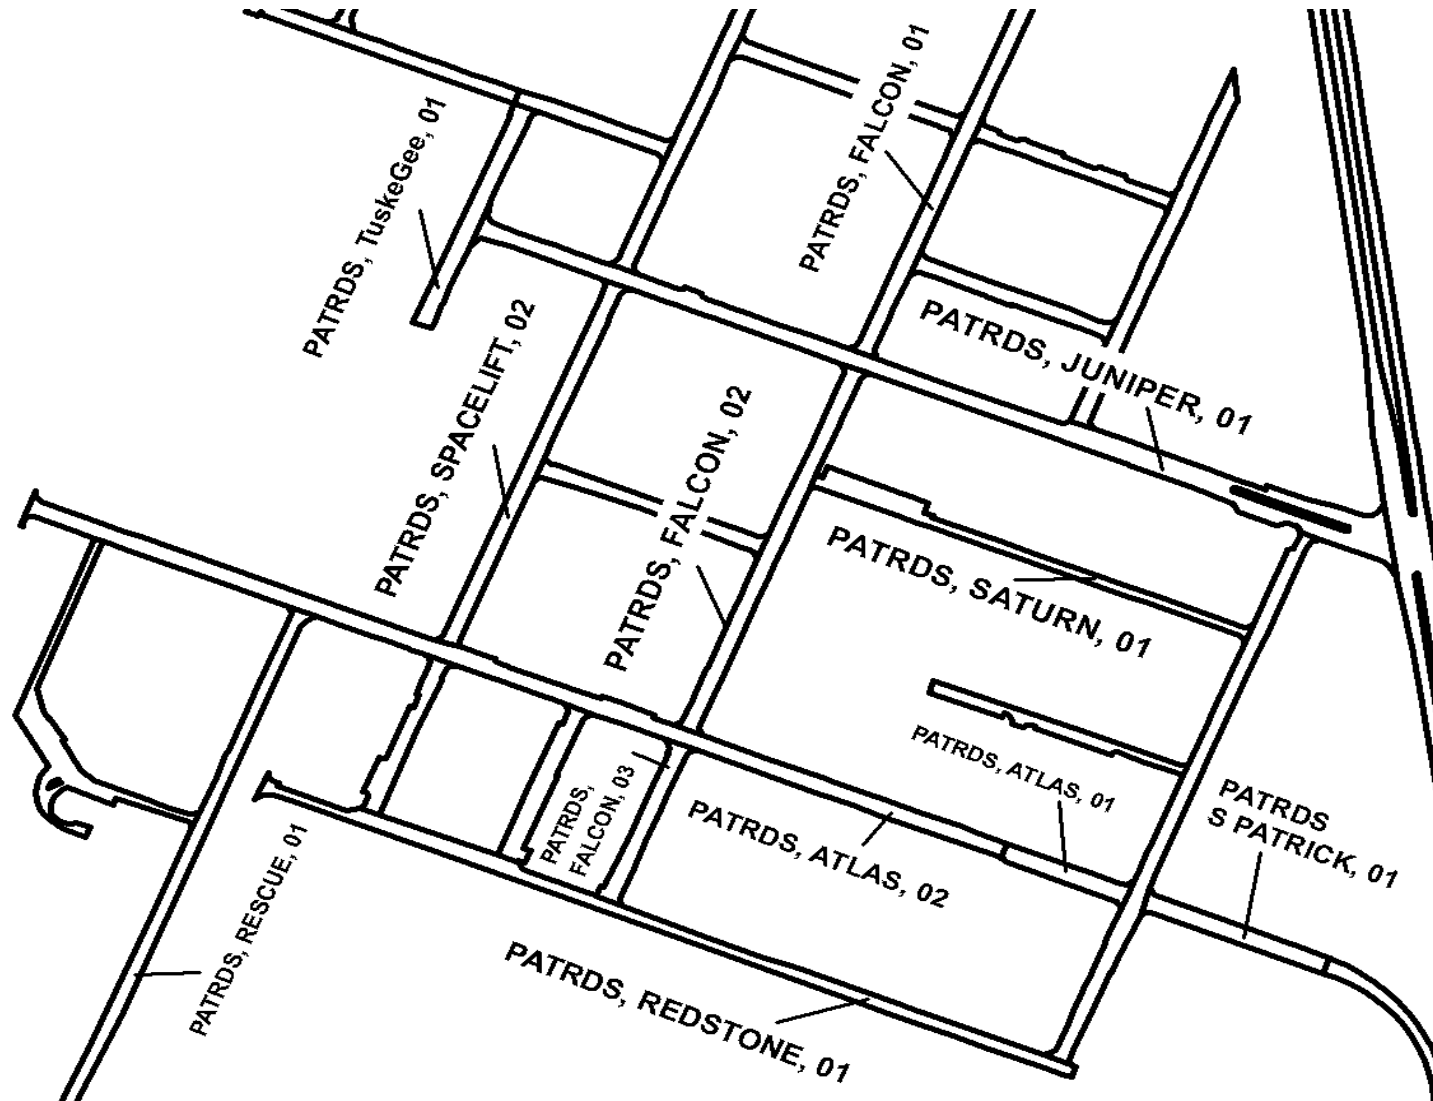 PATRDS, FALCON, 01
PATRDS, TuskeGee, 01
PATRDS, JUNIPER, 01
PATRDS, SPACELIFT, 02
PATRDS, FALCON, 02
PATRDS, SATURN, 01
PATRDS, ATLAS, 01
PATRDS,
FALCON, 03
PATRDS
S PATRICK, 01
PATRDS, ATLAS, 02
PATRDS, RESCUE, 01
PATRDS, REDSTONE, 01